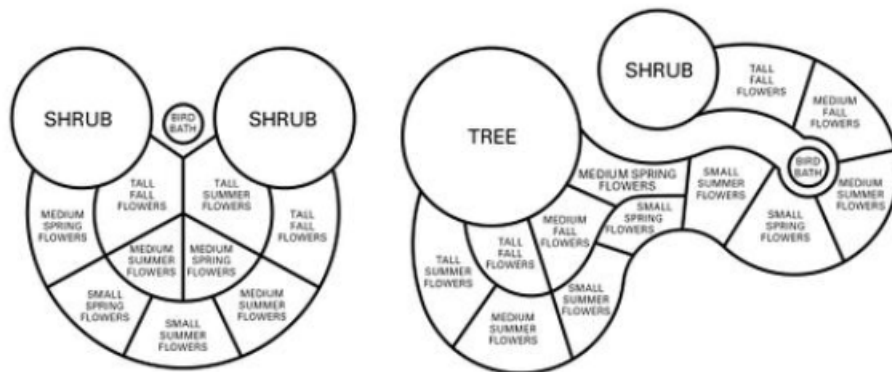 SHRUB
BIRD
BATH
SHRUB
TALL
FALL
FLOWERS
TALL
SUMMER
FLOWERS
MEDIUM
SPRING
FLOWERS
TALL
FALL
FLOWERS
MEDIUM
SUMMER
FLOWERS
MEDIUM
SPRING
FLOWERS
SMALL
SPRING
FLOWERS
MEDIUM
SUMMER
FLOWERS
SMALL
SUMMER
FLOWERS
TREE
SHRUB
TALL
FALL
FLOWERS
MEDIUM
FALL
FLOWERS
BIRD
BATH
MEDIUM SPRING
FLOWERS
SMALL
SUMMER
FLOWERS
MEDIUM
SUMMER
FLOWERS
SMALL
SPRING
FLOWERS
SMALL
SPRING
FLOWERS
MEDIUM
FALL
FLOWERS
TALL
FALL
FLOWERS
TALL
SUMMER
FLOWERS
SMALL
SUMMER
FLOWERS
MEDIUM
SUMMER
FLOWERS